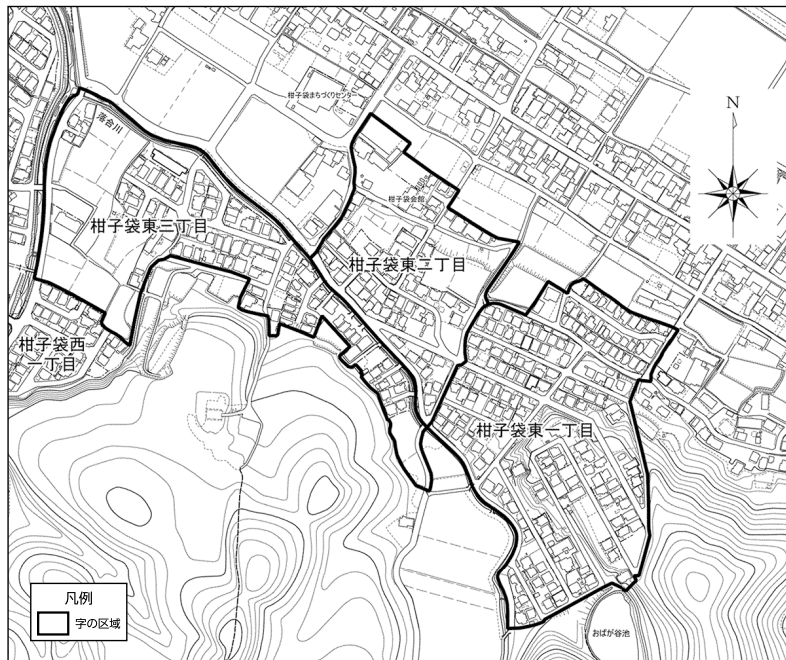 N
柑子袋まちづくりセンター
落合川
柑子袋会館
柑子袋東三丁目
柑子袋東二丁目
柑子袋西
一丁目
柑子袋東一丁目
おばが谷池
凡例
字の区域